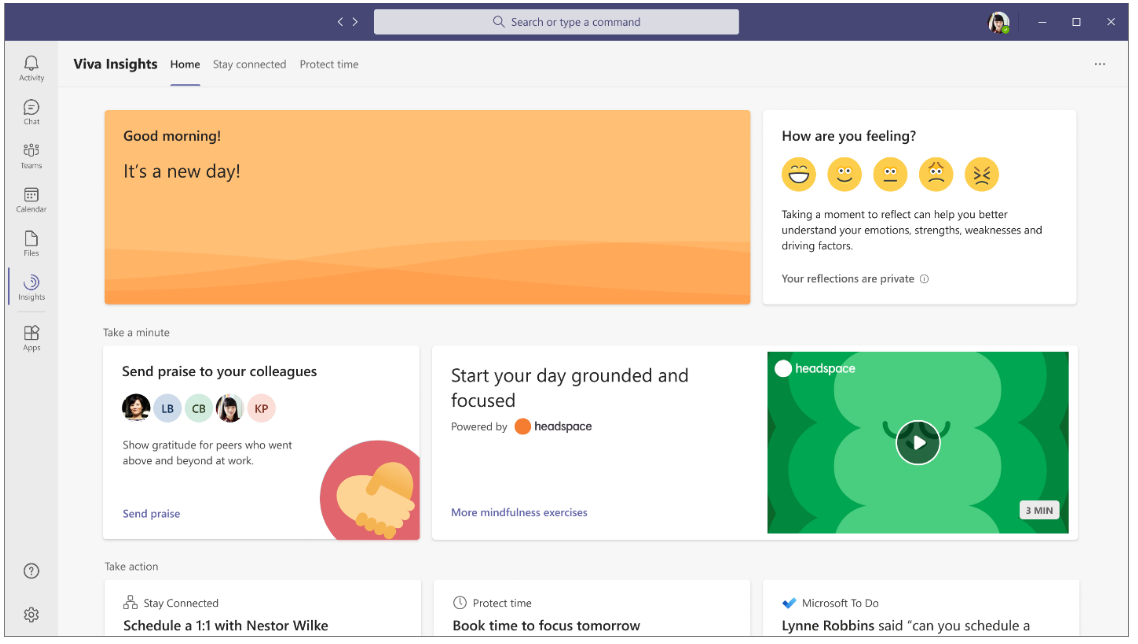 Search or type a command
Activity
Chat
Teams
Calendar
Files
Insights
Apps
Viva Insights
Home
Stay connected
Protect time
Good morning!
It's a new day!
How are you feeling?
Taking a moment to reflect can help you better
understand your emotions, strengths, weaknesses and
driving factors.
Your reflections are private
Take a minute
Send praise to your colleagues
LB
CB
KP
Show gratitude for peers who went
above and beyond at work.
Send praise
Start your day grounded and
focused
Powered by headspace
More mindfulness exercises
headspace
3 MIN
Take action
Stay Connected
Schedule a 1:1 with Nestor Wilke
Protect time
Book time to focus tomorrow
Microsoft To Do
Lynne Robbins said "can you schedule a